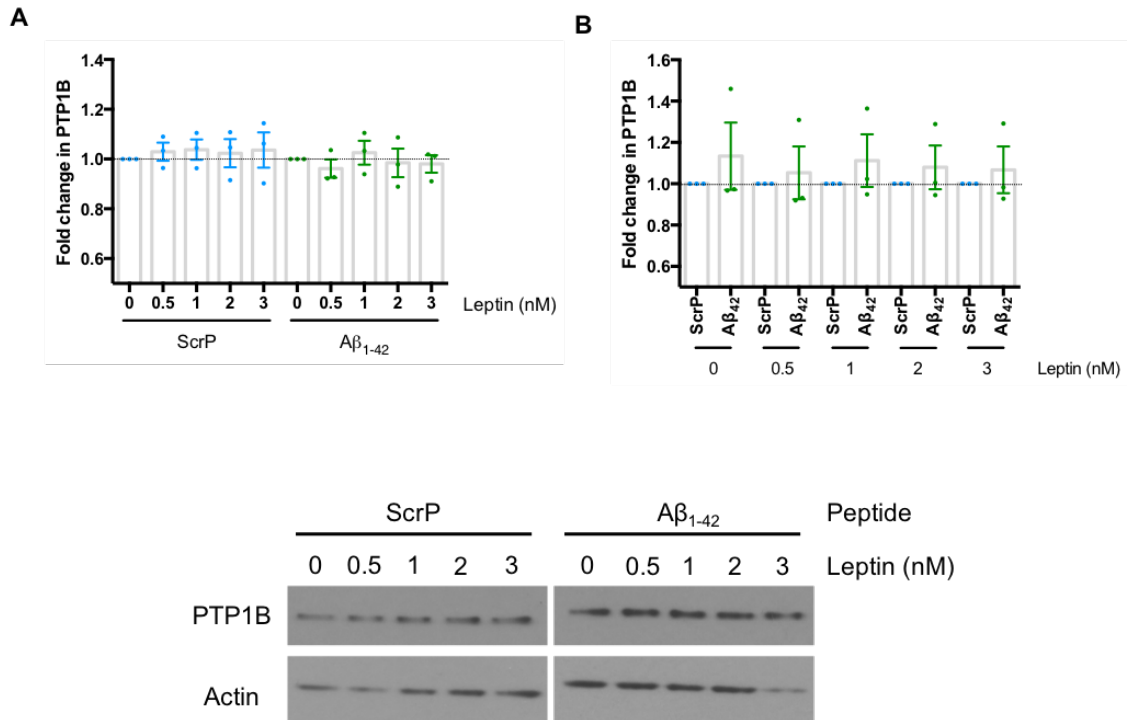 A
Fold change in PTP1B
1.4
1.2
1.0
0.8
0.6
0 0.5 1 2 3 0 0.5 1 2 3 Leptin (nM)
ScrP Aβ1-42
B
Fold change in PTP1B
1.6
1.4
1.2
1.0
0.8
0.6
ScrP Aβ42 ScrP Aβ42 ScrP Aβ42 ScrP Aβ42 ScrP Aβ42
0 0.5 1 2 3 Leptin (nM)
ScrP Aβ1-42 Peptide
0 0.5 1 2 3 0 0.5 1 2 3 Leptin (nM)
PTP1B
Actin